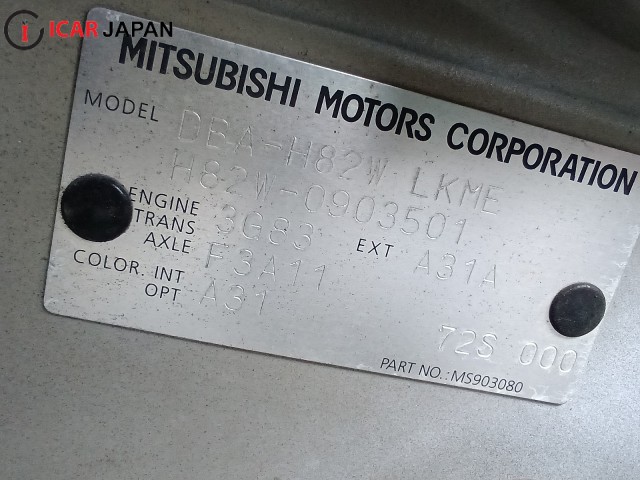 ICAR JAPAN
MITSUBISHI MOTORS CORPORATION
MODEL DBA-H82W LKME
H82W-0903501
ENGINE 3G83 EXT A31A
TRANS AXLE F3A11
COLOR. INT OPT A31
72S 000
PART NO.: MS903080